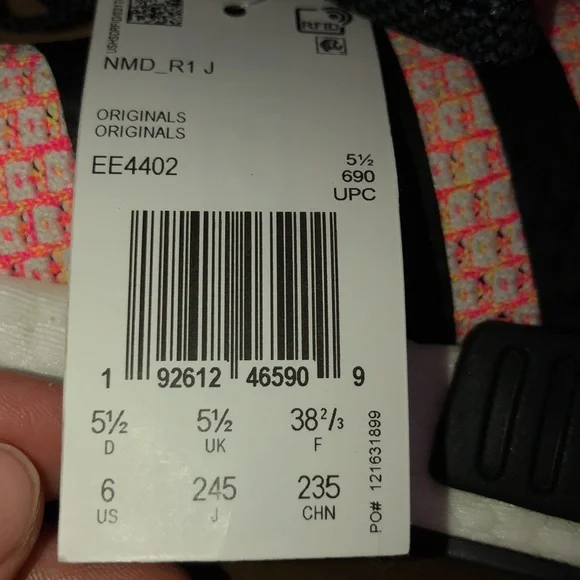 RFID
NMD_R1 J
ORIGINALS
ORIGINALS
EE4402
5½
690
UPC
1 92612 46590 9
5½ 5½ 38²/₃
D UK F
6 245 235
US J CHN
PO# 121631899